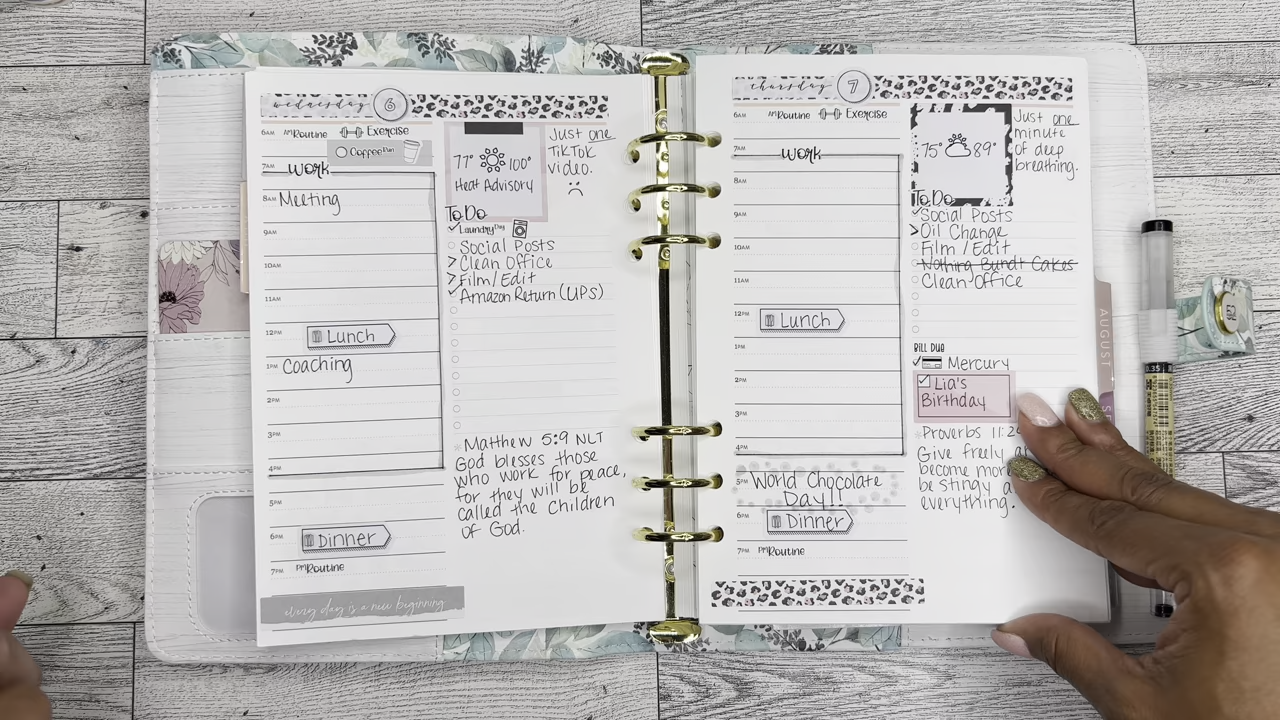 wednesday 6
6AM AM Routine Exercise
Coffee Run
7AM work
8AM Meeting
9AM
10AM
11AM
12PM Lunch
1PM Coaching
2PM
3PM
4PM
5PM
6PM Dinner
7PM PM Routine
every day is a new beginning
77° 100°
Heat Advisory
Just one
TikTok
video.
To Do
Laundry Day
Social Posts
Clean Office
Film/Edit
Amazon Return (UPS)
Matthew 5:9 NLT
God blesses those
who work for peace,
for they will be
called the children
of God.
thursday 7
6AM AM Routine Exercise
7AM work
8AM
9AM
10AM
11AM
12PM Lunch
1PM
2PM
3PM
4PM
5PM World Chocolate
Day!!
6PM Dinner
7PM PM Routine
75° 89°
Just one
minute
of deep
breathing.
To Do
Social Posts
Oil Change
Film/Edit
Nothing Bundt Cakes
Clean Office
Bill Due
Mercury
Lia's
Birthday
Proverbs 11:24
Give freely
become mor
be stingy
everything.
AUGUST
0.35